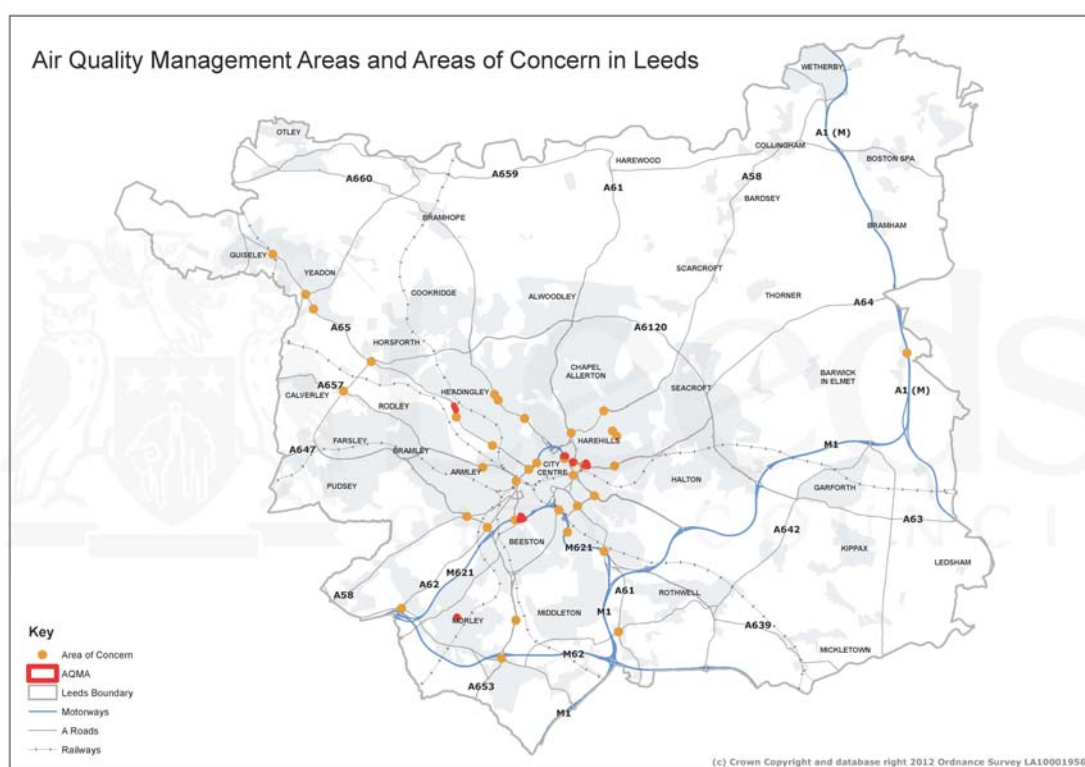 Air Quality Management Areas and Areas of Concern in Leeds
WETHERBY
OTLEY
A1 (M)
COLLINGHAM
HAREWOOD
BOSTON SPA
A659
A58
A660
A61
BARDSEY
BRAMHOPE
BRAMHAM
GUISELEY
YEADON
SCARCROFT
COOKRIDGE
ALWOODLEY
THORNER
A64
A65
A6120
HORSFORTH
CHAPEL
ALLERTON
BARWICK
IN ELMET
A657
SEACROFT
A1 (M)
CALVERLEY
HEADINGLEY
RODLEY
FARSLEY
HAREHILLS
M1
A647
BRAMLEY
CITY
CENTRE
ARMLEY
HALTON
PUDSEY
GARFORTH
A63
A642
BEESTON
M621
KIPPAX
LEDSHAM
M621
A62
A61
ROTHWELL
A58
M1
MIDDLETON
MORLEY
A639
MICKLETOWN
M62
A653
M1
Key
Area of Concern
AQMA
Leeds Boundary
Motorways
A Roads
Railways
(c) Crown Copyright and database right 2012 Ordnance Survey LA10001956